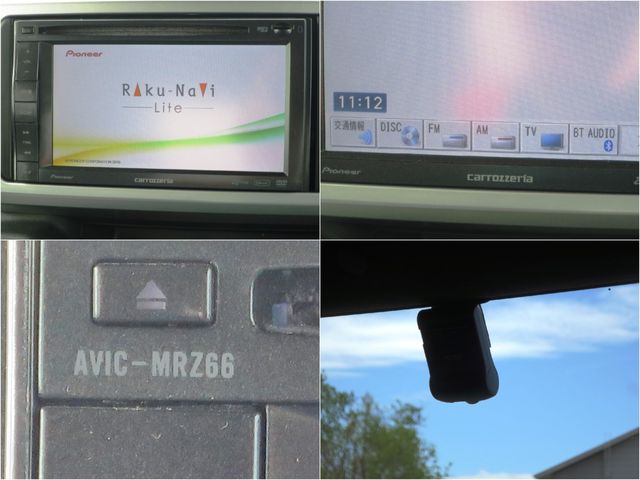 Pioneer
RAku-NaVi
Lite
Pioneer
carrozzeria
11:12
交通情報
DISC
FM
AM
TV
BT AUDIO
Pioneer
carrozzeria
AVIC-MRZ66